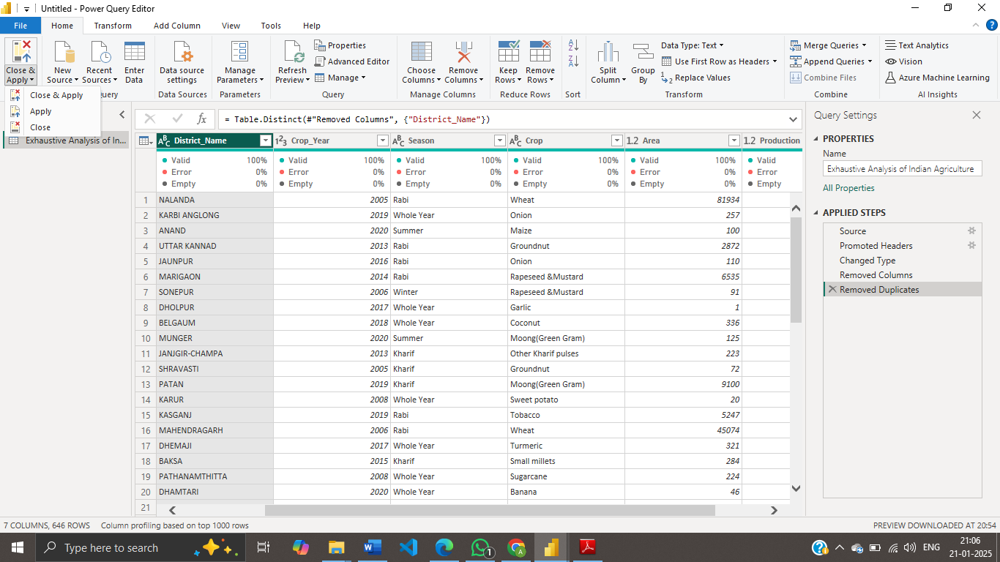 Untitled - Power Query Editor
File Home Transform Add Column View Tools Help
Close & Apply
New Source
Recent Sources
Enter Data
Query
Data source settings
Data Sources
Manage Parameters
Parameters
Refresh Preview
Properties
Advanced Editor
Manage
Query
Choose Columns
Remove Columns
Manage Columns
Keep Rows
Remove Rows
Reduce Rows
Sort
Split Column
Group By
Data Type: Text
Use First Row as Headers
Replace Values
Transform
Merge Queries
Append Queries
Combine Files
Combine
Text Analytics
Vision
Azure Machine Learning
AI Insights
Close & Apply
Apply
Close
Exhaustive Analysis of In...
= Table.Distinct(#"Removed Columns", {"District_Name"})
District_Name Crop_Year Season Crop Area Production
Valid 100% Valid 100% Valid 100% Valid 100% Valid 100% Valid
Error 0% Error 0% Error 0% Error 0% Error 0% Error
Empty 0% Empty 0% Empty 0% Empty 0% Empty 0% Empty
1 NALANDA 2005 Rabi Wheat 81934
2 KARBI ANGLONG 2019 Whole Year Onion 257
3 ANAND 2020 Summer Maize 100
4 UTTAR KANNAD 2013 Rabi Groundnut 2872
5 JAUNPUR 2016 Rabi Onion 110
6 MARIGAON 2014 Rabi Rapeseed &Mustard 6535
7 SONEPUR 2006 Winter Rapeseed &Mustard 91
8 DHOLPUR 2017 Whole Year Garlic 1
9 BELGAUM 2018 Whole Year Coconut 336
10 MUNGER 2020 Summer Moong(Green Gram) 125
11 JANJGIR-CHAMPA 2013 Kharif Other Kharif pulses 223
12 SHRAVASTI 2005 Kharif Groundnut 72
13 PATAN 2019 Kharif Moong(Green Gram) 9100
14 KARUR 2008 Whole Year Sweet potato 20
15 KASGANJ 2019 Rabi Tobacco 5247
16 MAHENDRAGARH 2006 Rabi Wheat 45074
17 DHEMAJI 2017 Whole Year Turmeric 321
18 BAKSA 2015 Kharif Small millets 284
19 PATHANAMTHITTA 2008 Whole Year Sugarcane 224
20 DHAMTARI 2020 Whole Year Banana 46
21
Query Settings
PROPERTIES
Name
Exhaustive Analysis of Indian Agriculture
All Properties
APPLIED STEPS
Source
Promoted Headers
Changed Type
Removed Columns
Removed Duplicates
7 COLUMNS, 646 ROWS Column profiling based on top 1000 rows PREVIEW DOWNLOADED AT 20:54
Type here to search
ENG
21:06
21-01-2025